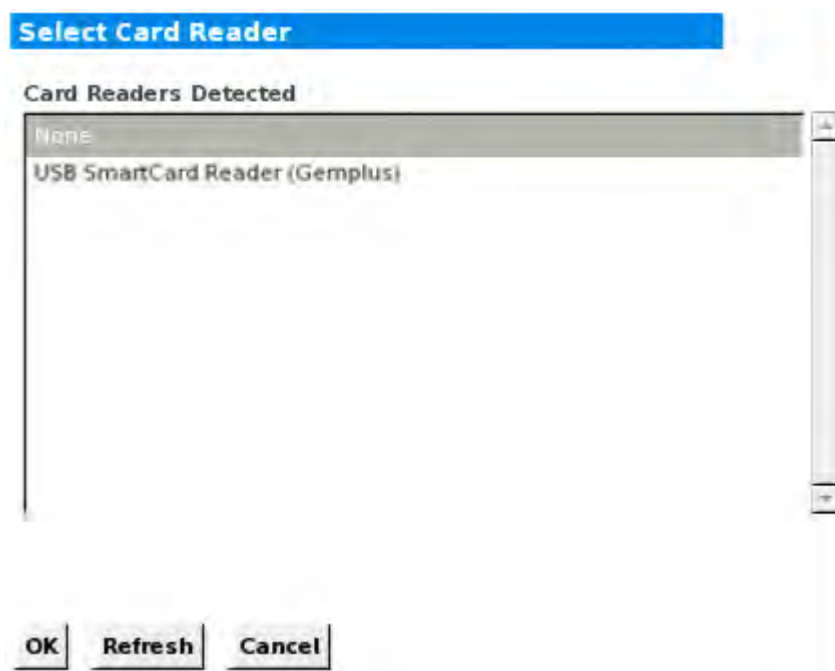 Select Card Reader
Card Readers Detected
None
USB SmartCard Reader (Gemplus)
OK Refresh Cancel